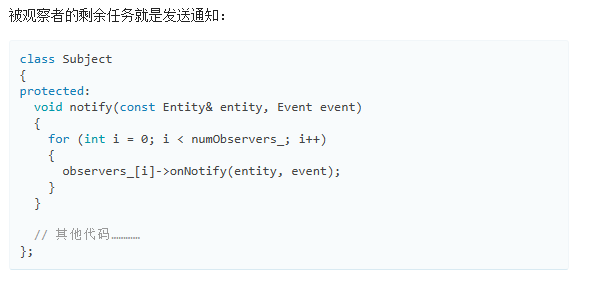 被观察者的剩余任务就是发送通知：
class Subject
{
protected:
  void notify(const Entity& entity, Event event)
  {
    for (int i = 0; i < numObservers_; i++)
    {
      observers_[i]->onNotify(entity, event);
    }
  }
  // 其他代码…………
};